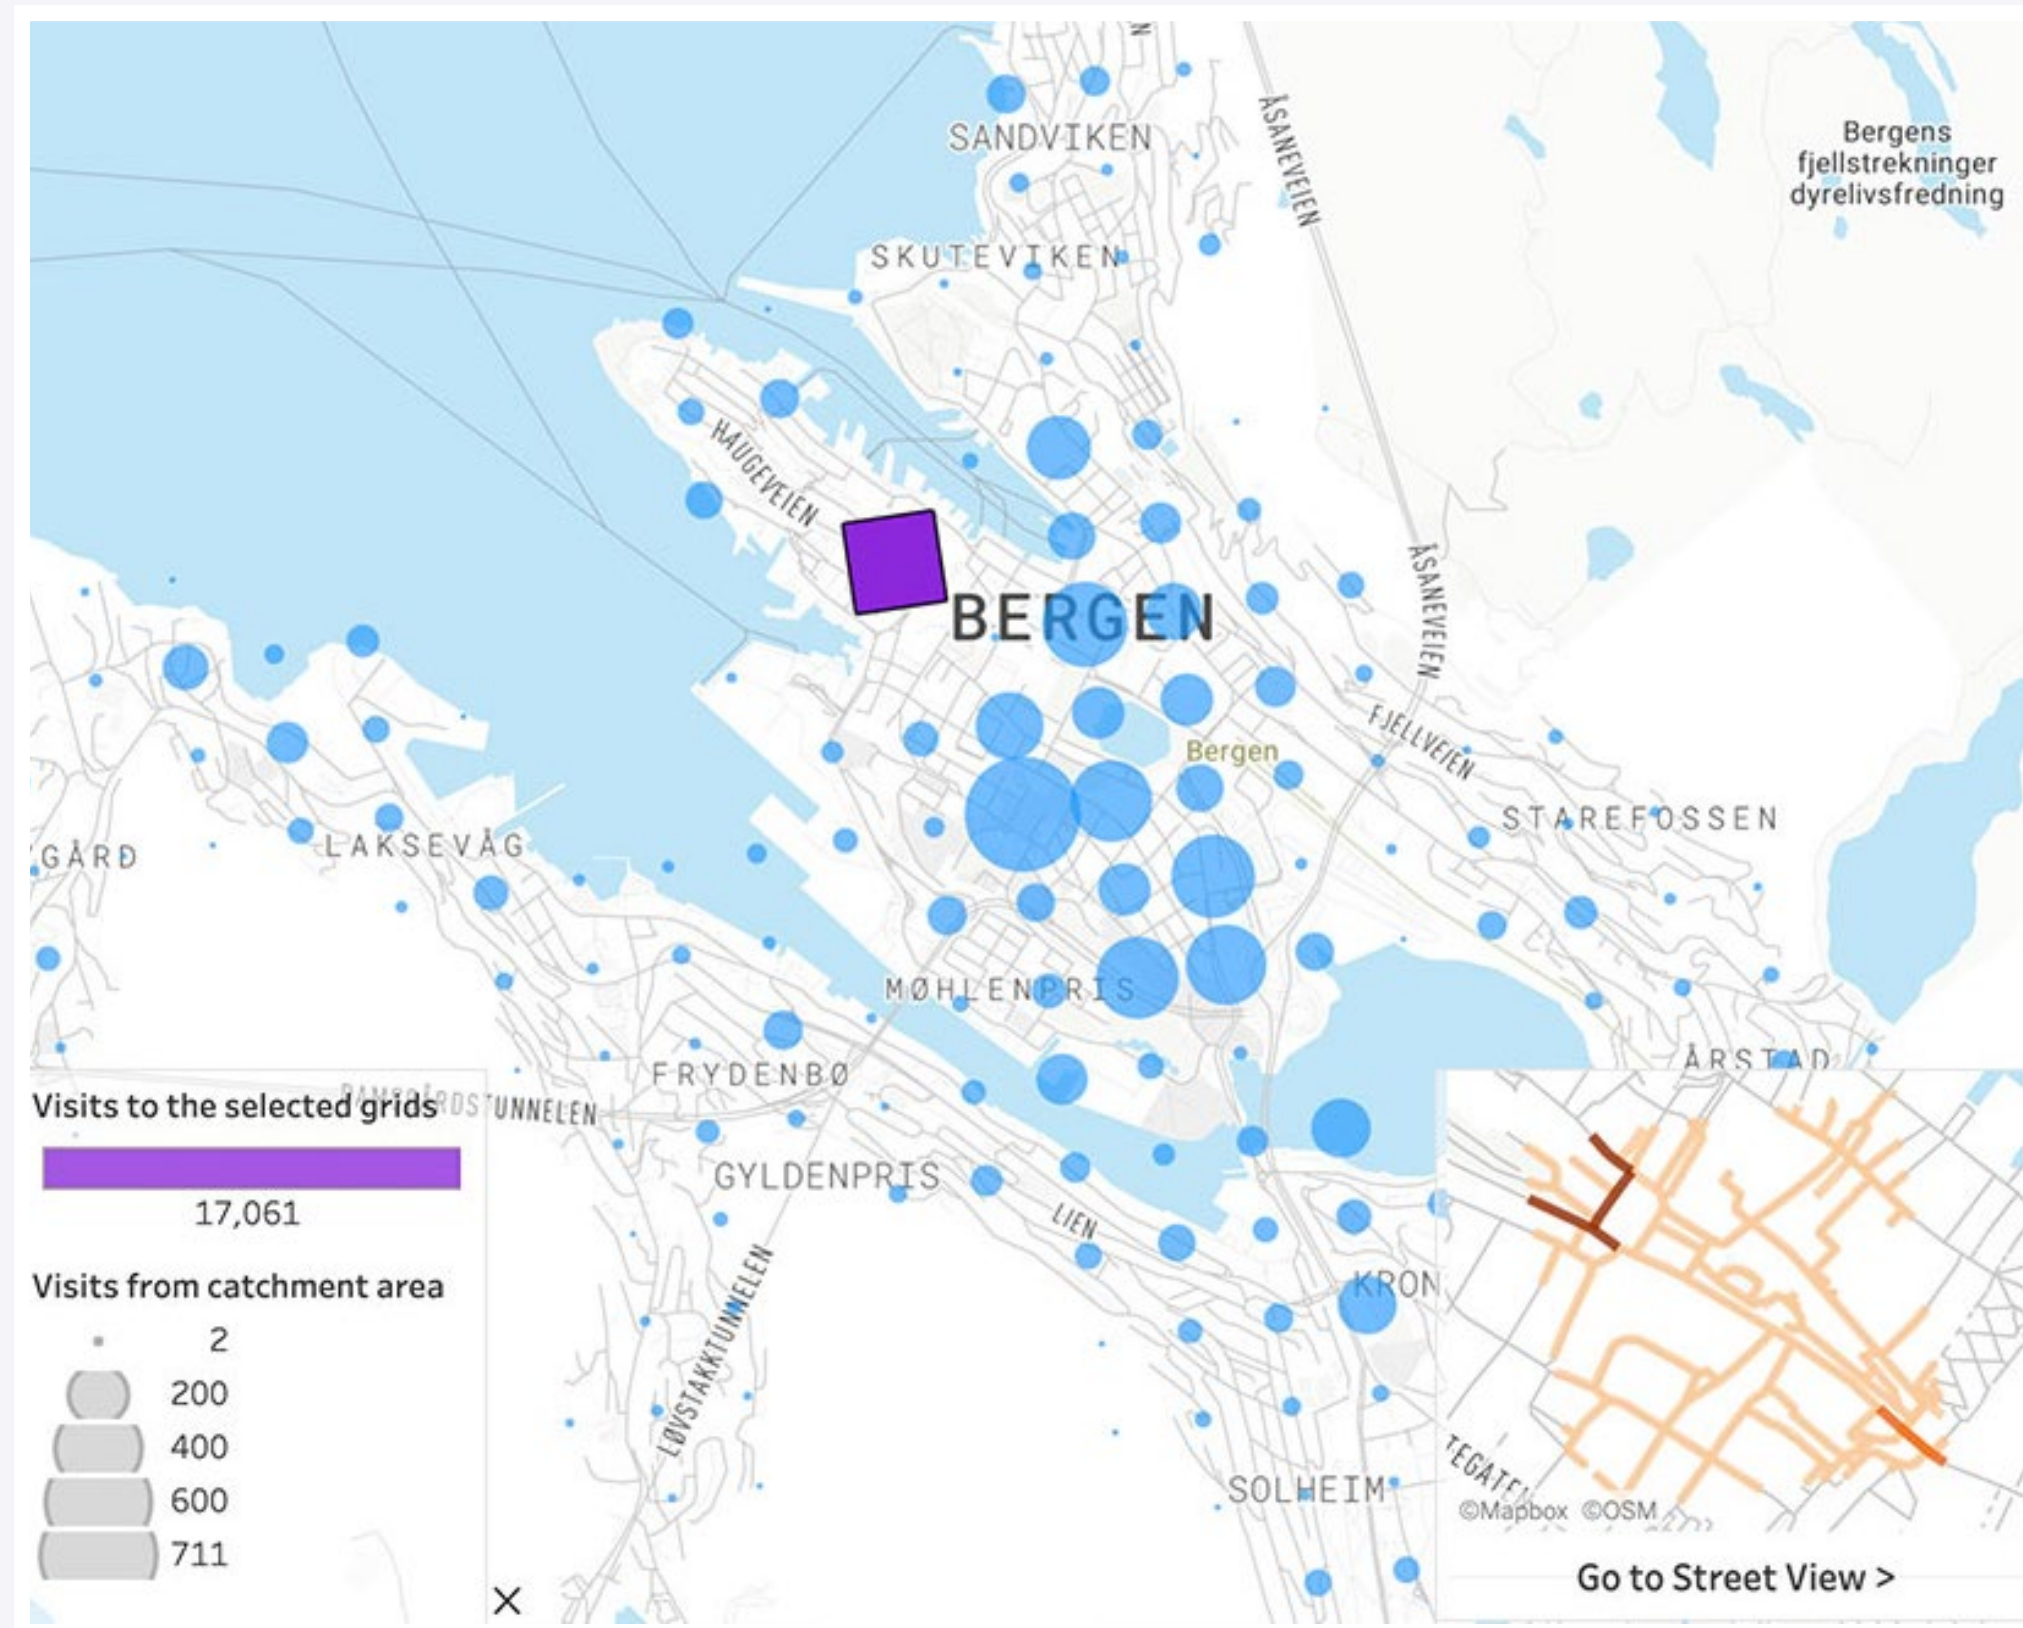 SANDVIKEN
ÅSANEVEIEN
Bergens
fjellstrekninger
dyrelivsfredning
SKUTEVIKEN
HAUGEVEIEN
BERGEN
ÅSANEVEIEN
FJELLVEIEN
Bergen
STAREFOSSEN
LAKSEVÅG
GÅRD
MØHLENPRIS
ÅRSTAD
FRYDENBØ
GYLDENPRIS
LIEN
KRON
LØVSTAKKTUNNELEN
SOLHEIM
Visits to the selected grids
17,061
Visits from catchment area
2
200
400
600
711
©Mapbox ©OSM
Go to Street View >